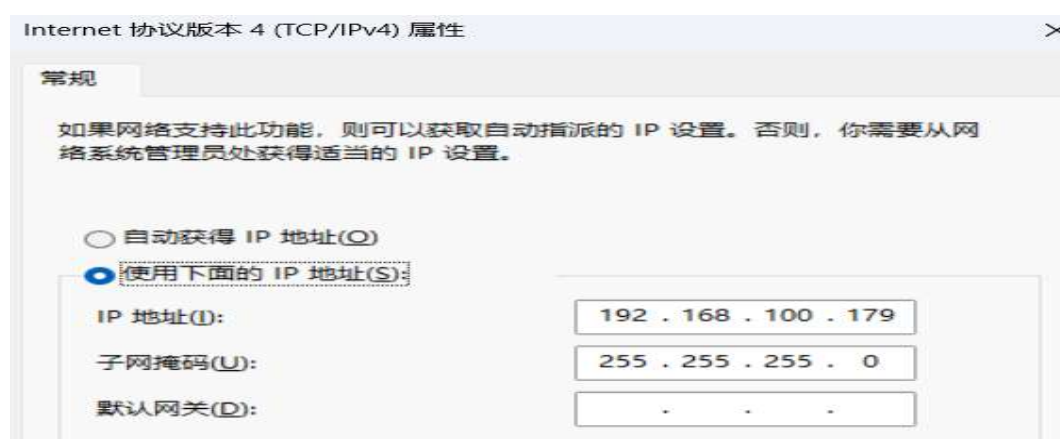 Internet 协议版本 4 (TCP/IPv4) 属性
常规
如果网络支持此功能，则可以获取自动指派的 IP 设置。否则，你需要从网
络系统管理员处获得适当的 IP 设置。
自动获得 IP 地址(O)
使用下面的 IP 地址(S):
IP 地址(I): 192 . 168 . 100 . 179
子网掩码(U): 255 . 255 . 255 . 0
默认网关(D): . . .